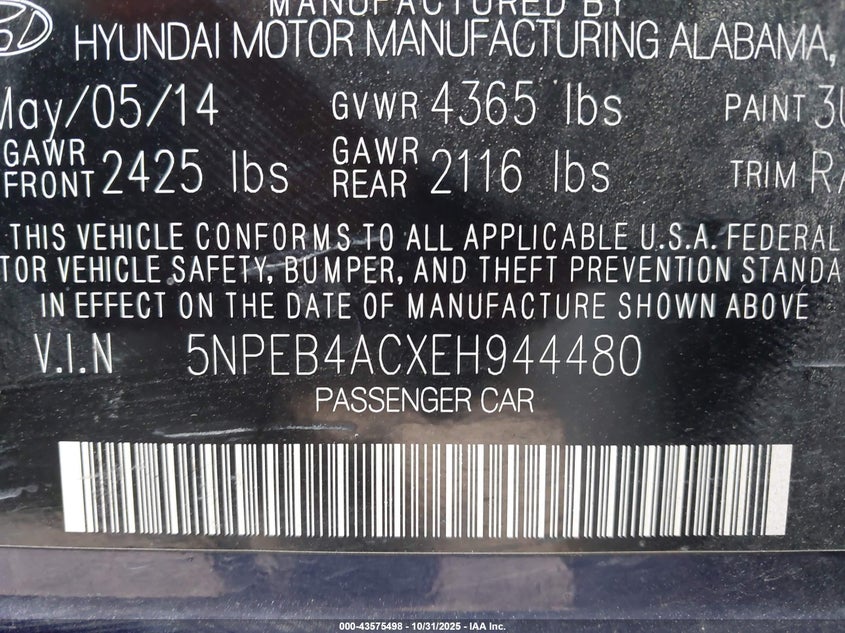 MANUFACTURED BY
HYUNDAI MOTOR MANUFACTURING ALABAMA,
May/05/14 GVWR 4365 lbs PAINT 3U
GAWR FRONT 2425 lbs GAWR REAR 2116 lbs TRIM R
THIS VEHICLE CONFORMS TO ALL APPLICABLE U.S.A. FEDERAL
TOR VEHICLE SAFETY, BUMPER, AND THEFT PREVENTION STANDA
IN EFFECT ON THE DATE OF MANUFACTURE SHOWN ABOVE
V.I.N 5NPEB4ACXEH944480
PASSENGER CAR
000-43575498 - 10/31/2025 - IAA Inc.